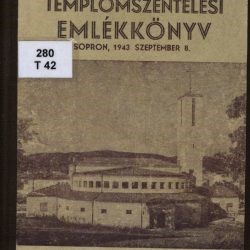 TEMPLOMSZENTELÉSI
EMLÉKKÖNYV
SOPRON, 1943 SZEPTEMBER 8.
280
T 42